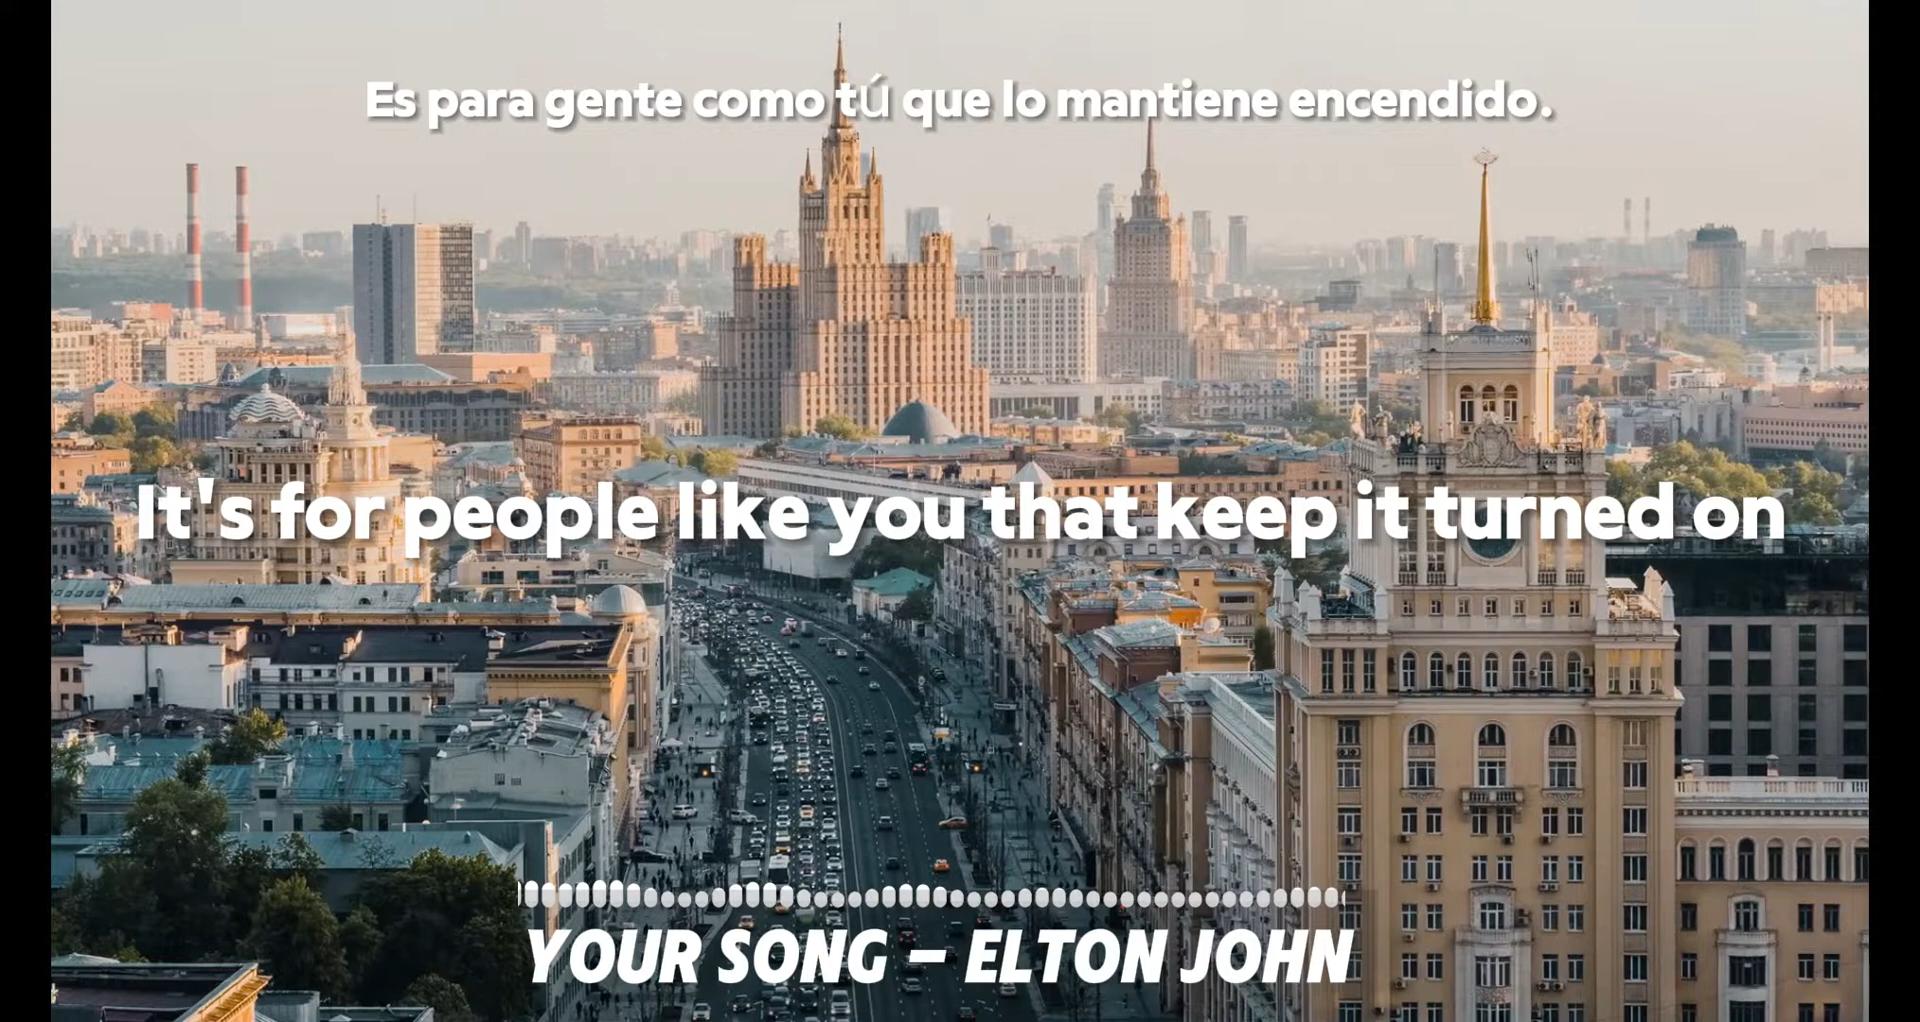 Es para gente como tú que lo mantiene encendido.
It's for people like you that keep it turned on
YOUR SONG – ELTON JOHN